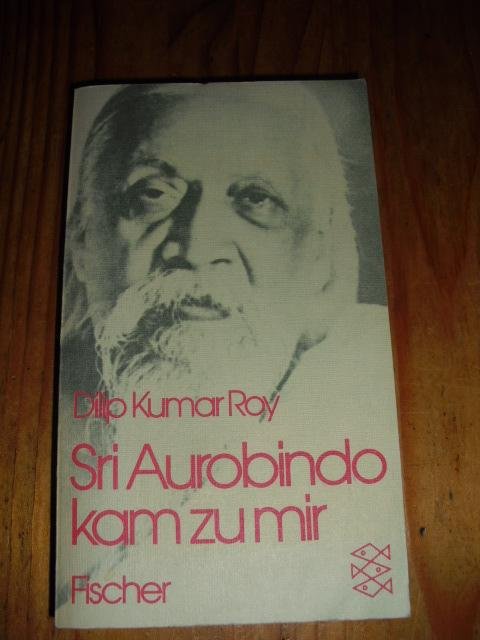 Dilip Kumar Roy
Sri Aurobindo
kam zu mir
Fischer